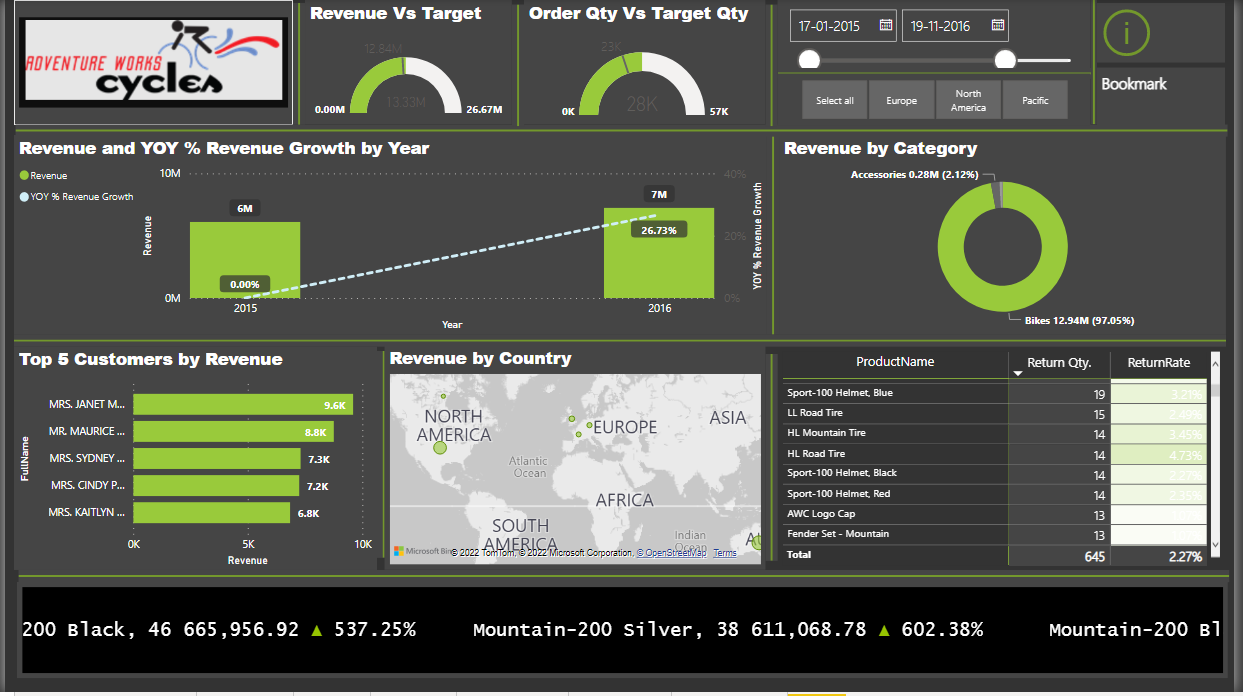 ADVENTURE WORKS
cycles
Revenue Vs Target
12.84M
13.33M
0.00M
26.67M
Order Qty Vs Target Qty
23K
28K
0K
57K
17-01-2015
19-11-2016
Select all
Europe
North
America
Pacific
i
Bookmark
Revenue and YOY % Revenue Growth by Year
Revenue
YOY % Revenue Growth
10M
0M
Revenue
6M
0.00%
7M
26.73%
40%
20%
0%
YOY % Revenue Growth
2015
2016
Year
Revenue by Category
Accessories 0.28M (2.12%)
Bikes 12.94M (97.05%)
Top 5 Customers by Revenue
FullName
MRS. JANET M...
9.6K
MR. MAURICE ...
8.8K
MRS. SYDNEY ...
7.3K
MRS. CINDY P...
7.2K
MRS. KAITLYN ...
6.8K
0K
5K
10K
Revenue
Revenue by Country
NORTH
AMERICA
EUROPE
ASIA
Atlantic
Ocean
AFRICA
SOUTH
AMERICA
Indian
Ocean
Microsoft Bing
© 2022 TomTom, © 2022 Microsoft Corporation, © OpenStreetMap Terms
ProductName Return Qty. ReturnRate
Sport-100 Helmet, Blue 19 3.21%
LL Road Tire 15 2.49%
HL Mountain Tire 14 3.45%
HL Road Tire 14 4.73%
Sport-100 Helmet, Black 14 2.27%
Sport-100 Helmet, Red 14 2.35%
AWC Logo Cap 13
Fender Set - Mountain 13
Total 645 2.27%
200 Black, 46 665,956.92 ▲ 537.25% Mountain-200 Silver, 38 611,068.78 ▲ 602.38% Mountain-200 Bl